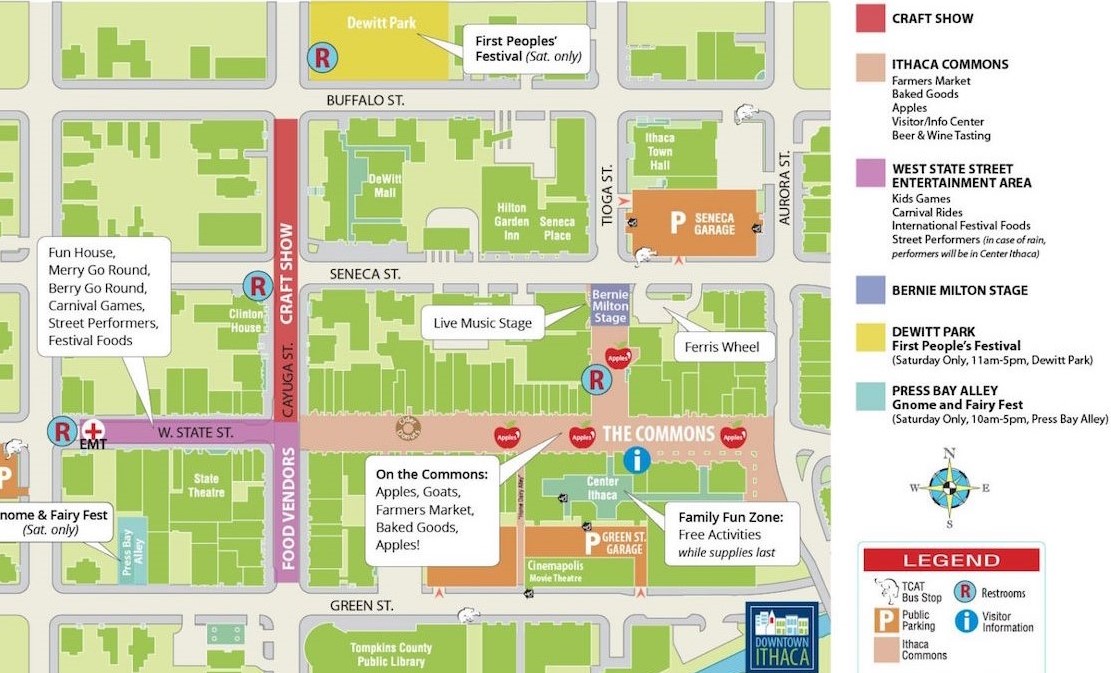 Dewitt Park
R
First Peoples'
Festival (Sat. only)
BUFFALO ST.
CRAFT SHOW
DeWitt
Mall
Hilton
Garden
Inn
Seneca
Place
TIOGA ST.
Ithaca
Town
Hall
P
SENECA
GARAGE
AURORA ST.
SENECA ST.
Fun House,
Merry Go Round,
Berry Go Round,
Carnival Games,
Street Performers,
Festival Foods
R
Clinton
House
CAYUGA ST.
Live Music Stage
Bernie
Milton
Stage
Ferris Wheel
Apples
R
R
EMT
W. STATE ST.
Apples
Apples
THE COMMONS
Apples
i
P
State
Theatre
FOOD VENDORS
On the Commons:
Apples, Goats,
Farmers Market,
Baked Goods,
Apples!
Center
Ithaca
Family Fun Zone:
Free Activities
while supplies last
nome & Fairy Fest
(Sat. only)
Press Bay
Alley
P
GREEN ST.
GARAGE
Cinemapolis
Movie Theatre
GREEN ST.
Tompkins County
Public Library
DOWNTOWN
ITHACA
CRAFT SHOW
ITHACA COMMONS
Farmers Market
Baked Goods
Apples
Visitor/Info Center
Beer & Wine Tasting
WEST STATE STREET
ENTERTAINMENT AREA
Kids Games
Carnival Rides
International Festival Foods
Street Performers (in case of rain,
performers will be in Center Ithaca)
BERNIE MILTON STAGE
DEWITT PARK
First People's Festival
(Saturday Only, 11am-5pm, Dewitt Park)
PRESS BAY ALLEY
Gnome and Fairy Fest
(Saturday Only, 10am-5pm, Press Bay Alley)
N
W
E
S
LEGEND
TCAT
Bus Stop
R
Restrooms
P
Public
Parking
i
Visitor
Information
Ithaca
Commons